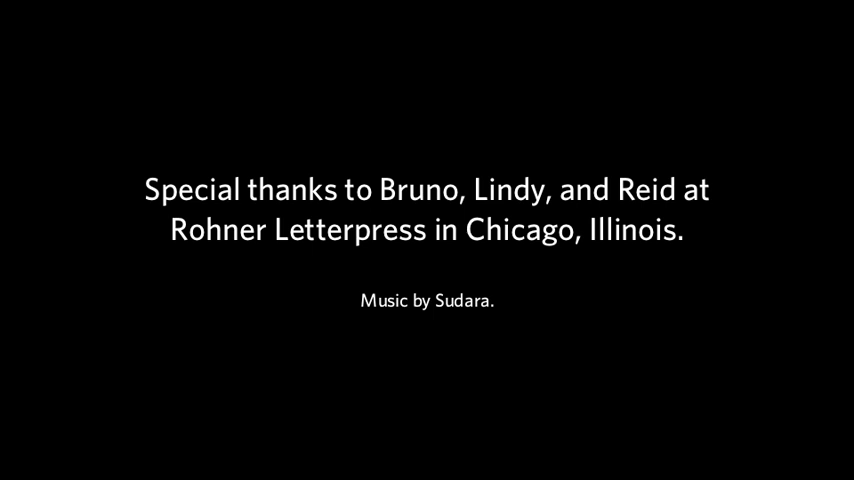 Special thanks to Bruno, Lindy, and Reid at
Rohner Letterpress in Chicago, Illinois.
Music by Sudara.